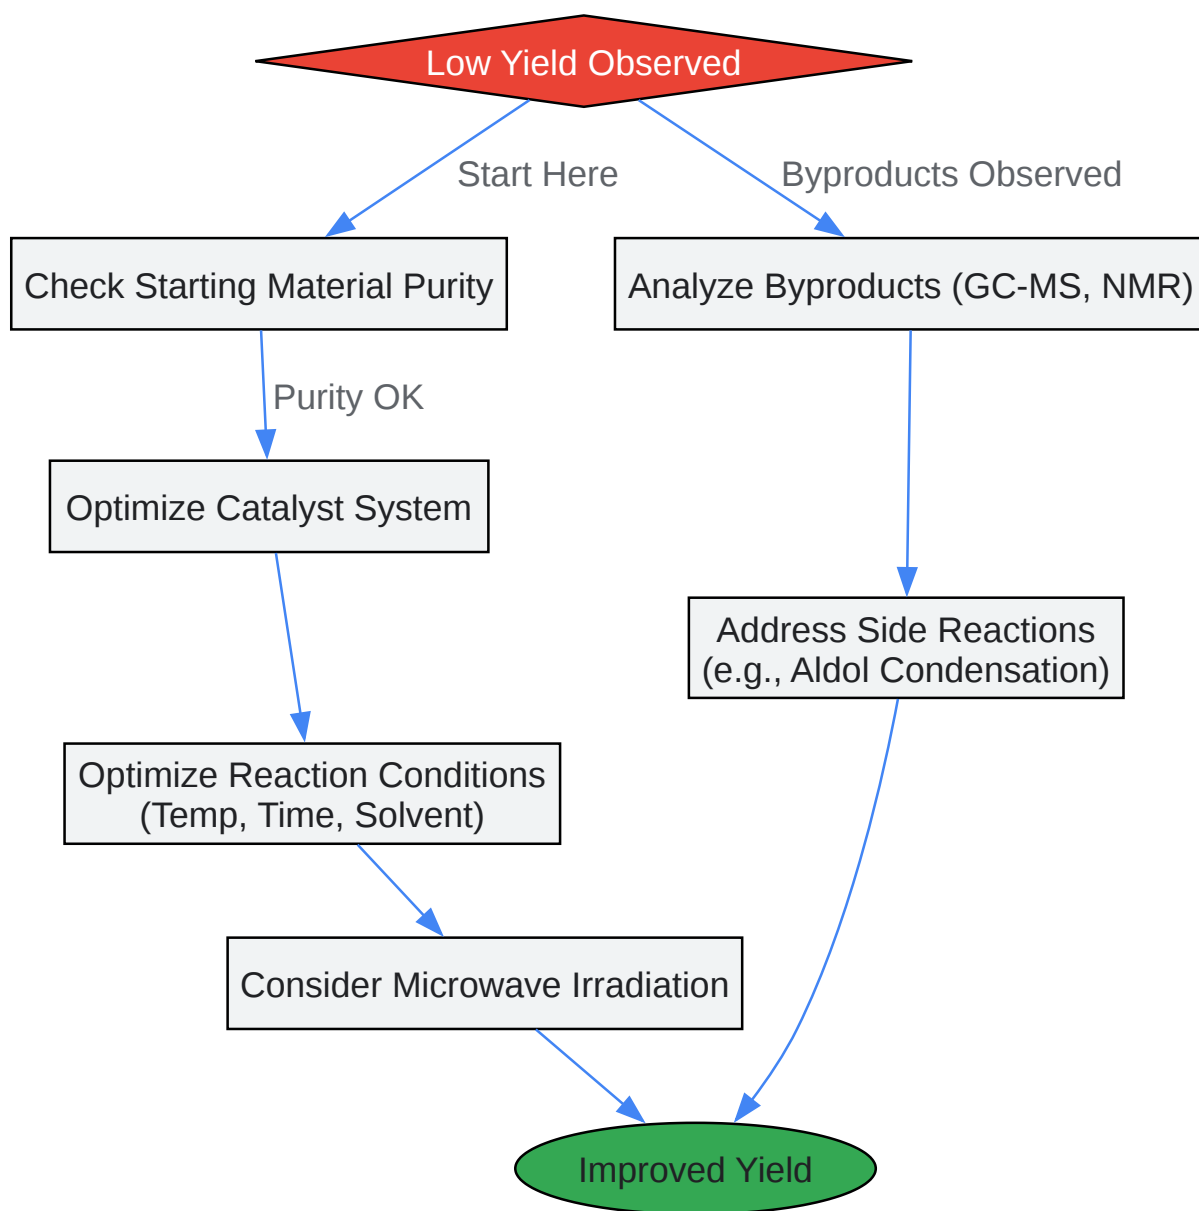 Low Yield Observed
Start Here
Byproducts Observed
Check Starting Material Purity
Analyze Byproducts (GC-MS, NMR)
Purity OK
Optimize Catalyst System
Address Side Reactions
(e.g., Aldol Condensation)
Optimize Reaction Conditions
(Temp, Time, Solvent)
Consider Microwave Irradiation
Improved Yield